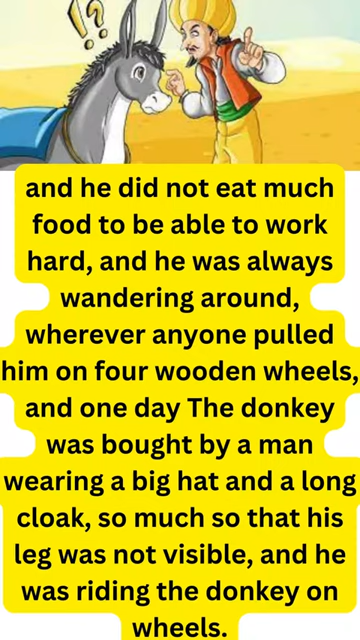 !?
and he did not eat much
food to be able to work
hard, and he was always
wandering around,
wherever anyone pulled
him on four wooden wheels,
and one day The donkey
was bought by a man
wearing a big hat and a long
cloak, so much so that his
leg was not visible, and he
was riding the donkey on
wheels.